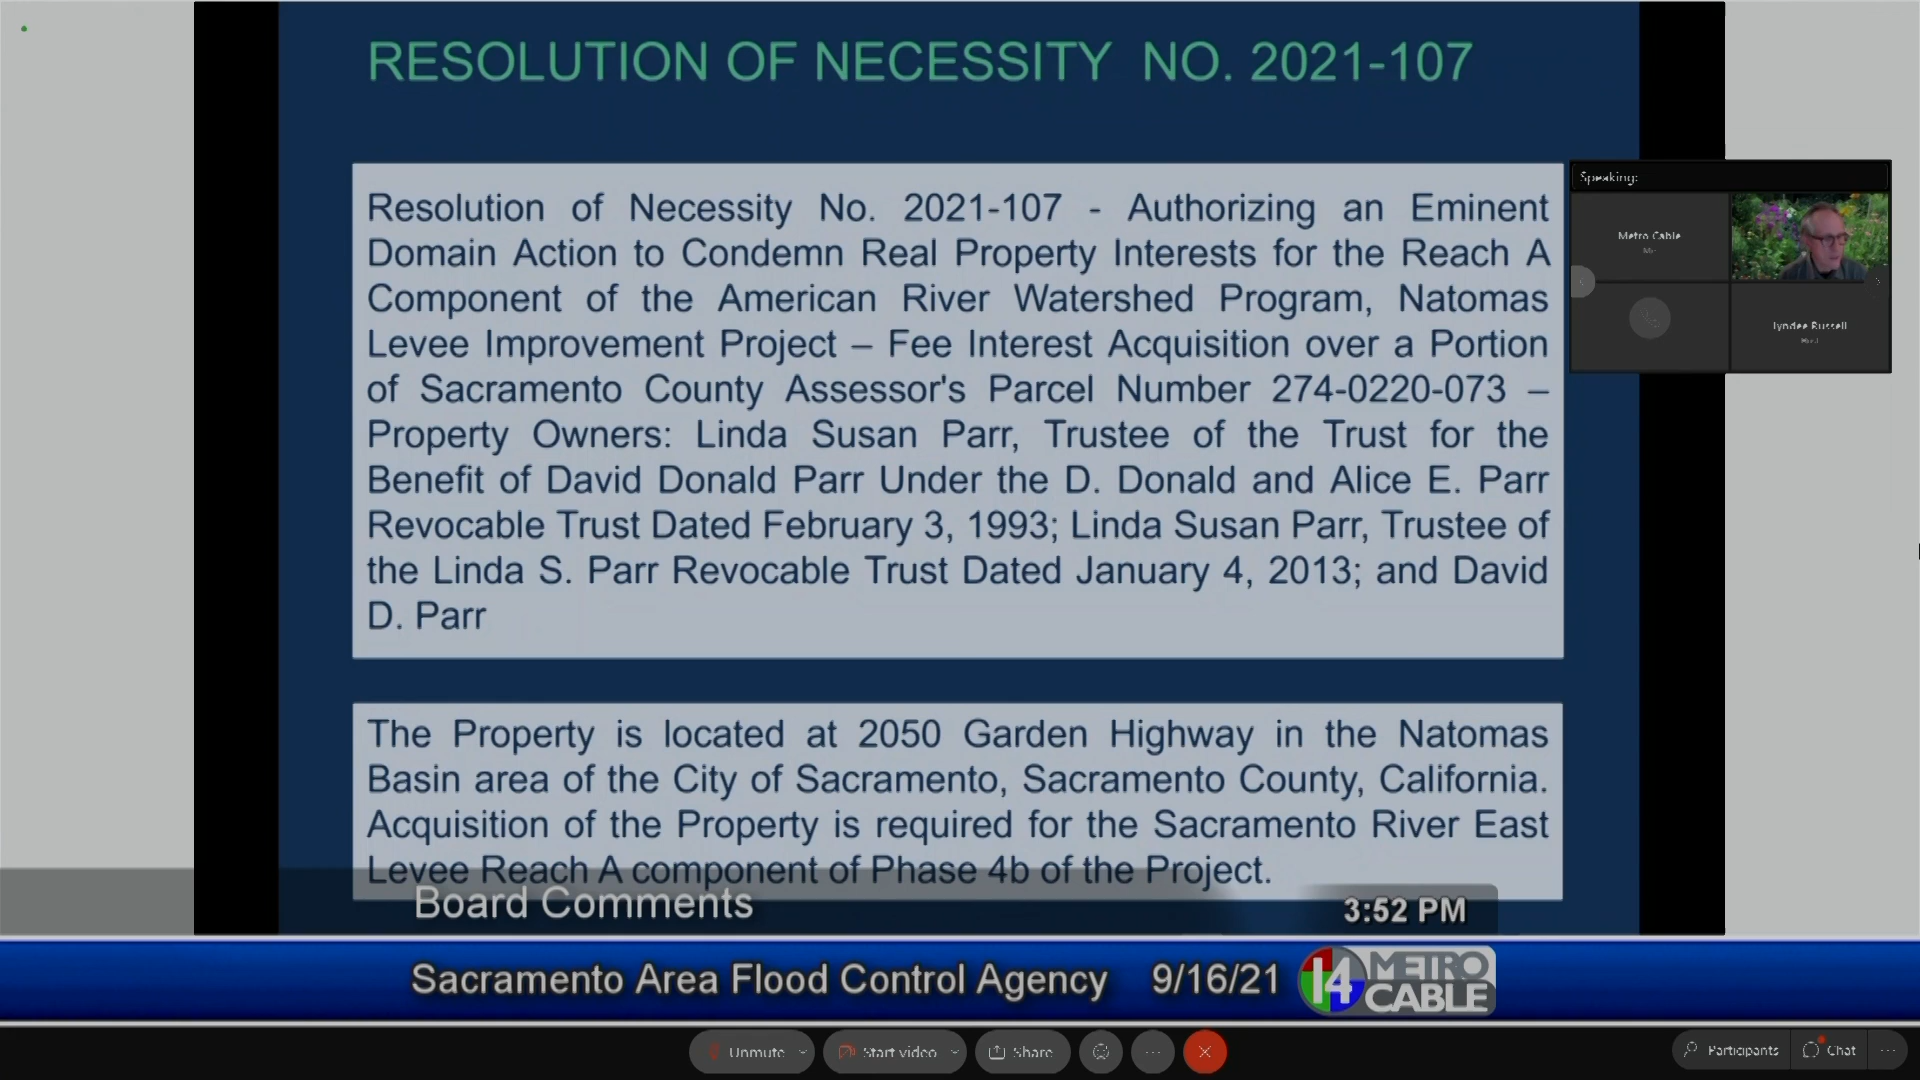 RESOLUTION OF NECESSITY NO. 2021-107
Resolution of Necessity No. 2021-107 - Authorizing an Eminent
Domain Action to Condemn Real Property Interests for the Reach A
Component of the American River Watershed Program, Natomas
Levee Improvement Project – Fee Interest Acquisition over a Portion
of Sacramento County Assessor's Parcel Number 274-0220-073 –
Property Owners: Linda Susan Parr, Trustee of the Trust for the
Benefit of David Donald Parr Under the D. Donald and Alice E. Parr
Revocable Trust Dated February 3, 1993; Linda Susan Parr, Trustee of
the Linda S. Parr Revocable Trust Dated January 4, 2013; and David
D. Parr
Speaking:
Metro Cable
Lyndee Russell
The Property is located at 2050 Garden Highway in the Natomas
Basin area of the City of Sacramento, Sacramento County, California.
Acquisition of the Property is required for the Sacramento River East
Levee Reach A component of Phase 4b of the Project.
Board Comments
3:52 PM
Sacramento Area Flood Control Agency 9/16/21
14 METRO CABLE
Unmute
Start video
Share
Participants
Chat